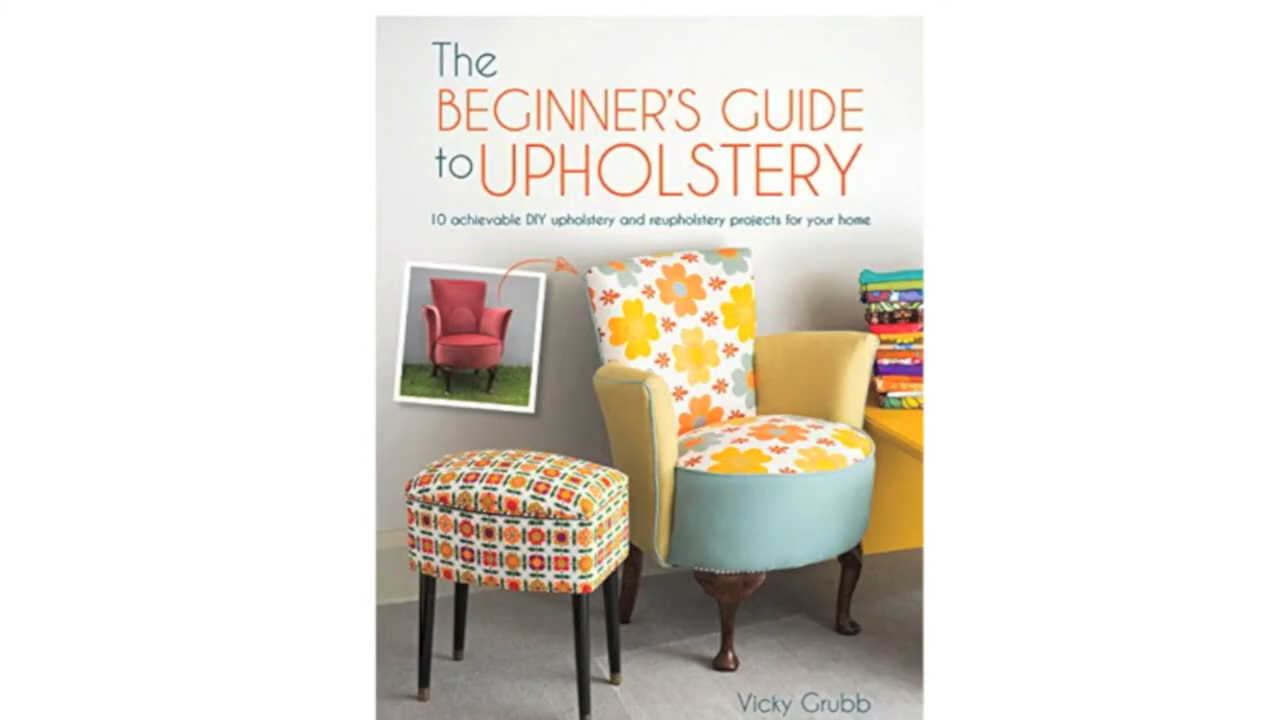 The
BEGINNER'S GUIDE
to UPHOLSTERY
10 achievable DIY upholstery and reupholstery projects for your home
Vicky Grubb